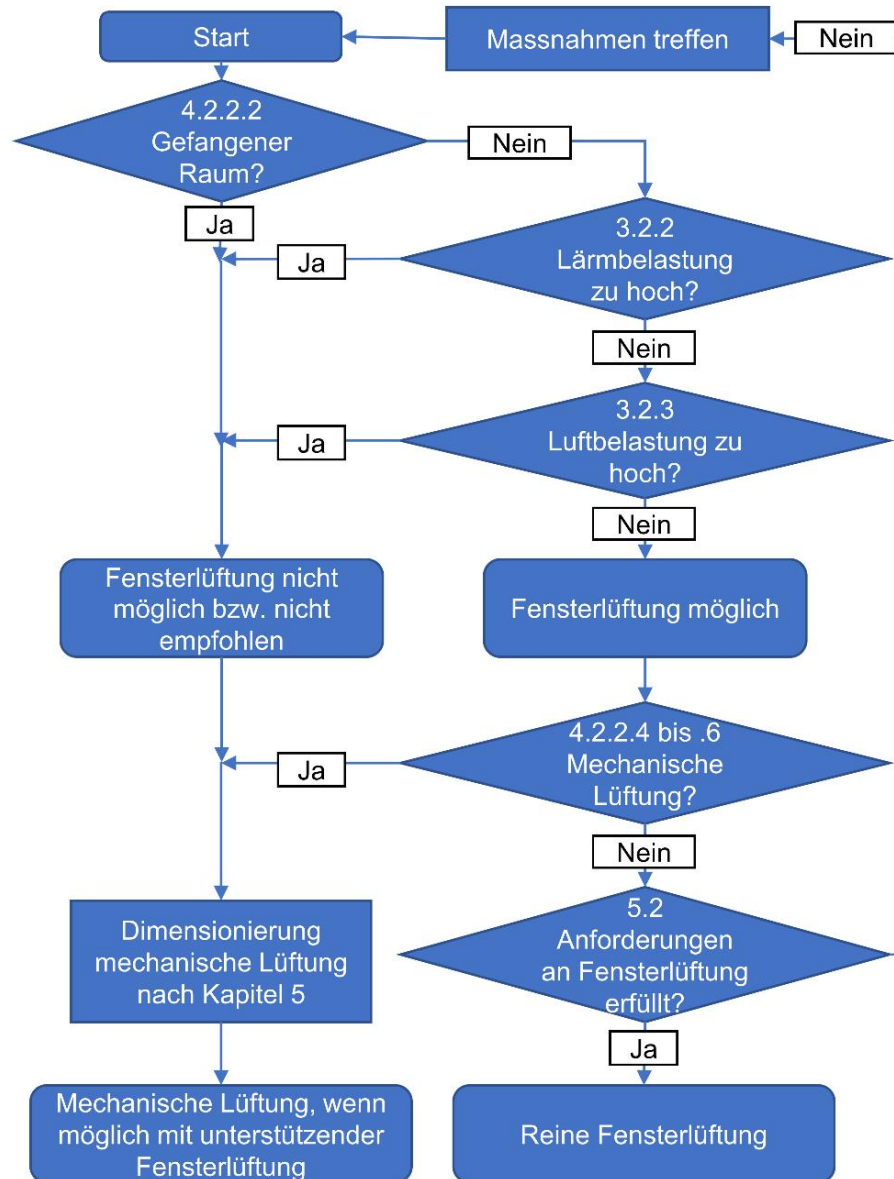 Start
Massnahmen treffen
Nein
4.2.2.2
Gefangener
Raum?
Nein
Ja
3.2.2
Lärmbelastung
zu hoch?
Ja
Nein
3.2.3
Luftbelastung zu
hoch?
Ja
Nein
Fensterlüftung nicht
möglich bzw. nicht
empfohlen
Fensterlüftung möglich
4.2.2.4 bis .6
Mechanische
Lüftung?
Ja
Nein
Dimensionierung
mechanische Lüftung
nach Kapitel 5
5.2
Anforderungen
an Fensterlüftung
erfüllt?
Ja
Mechanische Lüftung, wenn
möglich mit unterstützender
Fensterlüftung
Reine Fensterlüftung